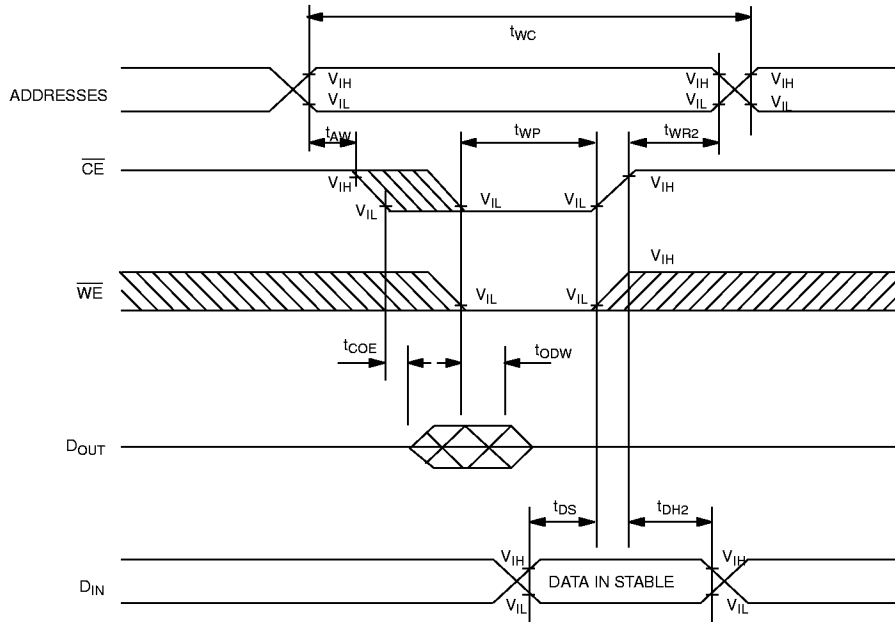 tWC
ADDRESSES
VIH VIH VIH
VIL VIL VIL
tAW tWP tWR2
CE
VIH VIH
VIL VIL VIL
VIH
WE
VIL VIL
tCOE tODW
DOUT
tDS tDH2
VIH VIH
DIN DATA IN STABLE
VIL VIL